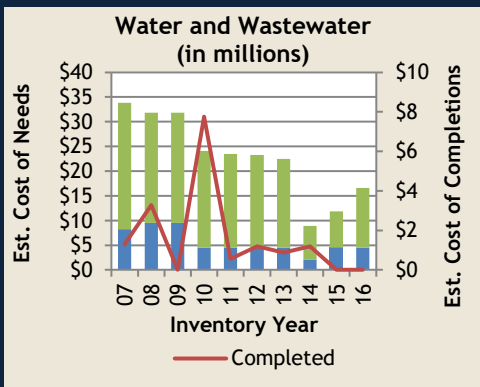 Water and Wastewater
(in millions)
Est. Cost of Needs
$40
$35
$30
$25
$20
$15
$10
$5
$0
$10
$8
$6
$4
$2
$0
Est. Cost of Completions
07 08 09 10 11 12 13 14 15 16
Inventory Year
Completed